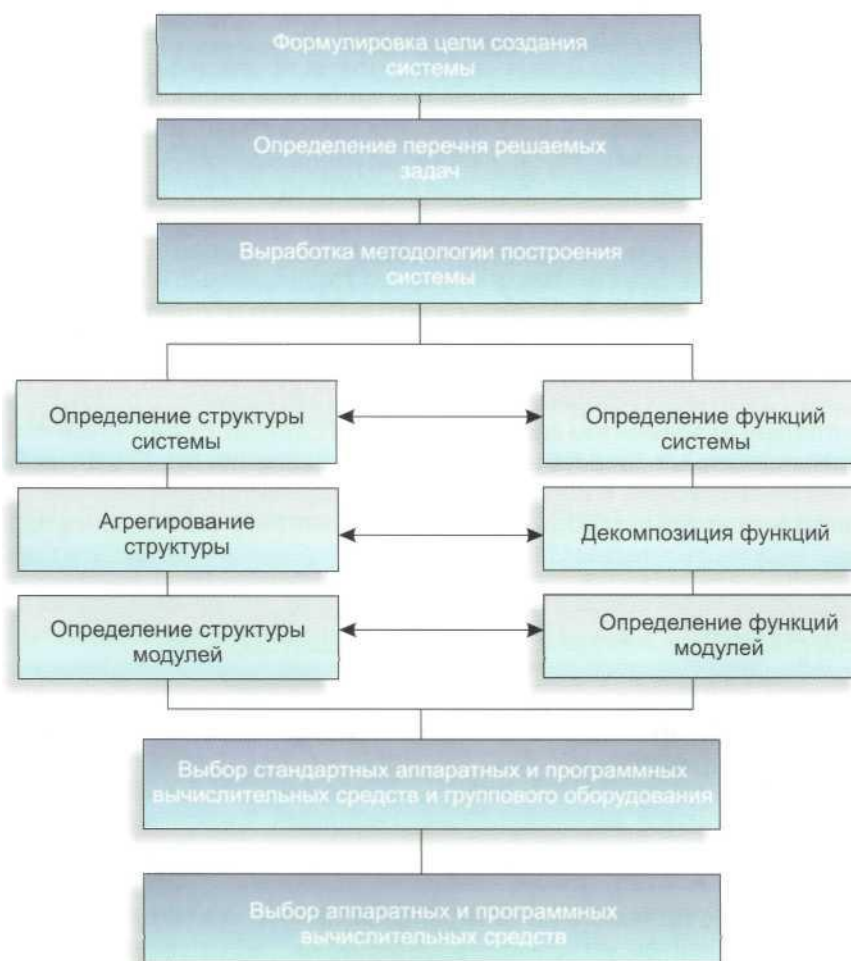 Формулировка цели создания
системы
Определение перечня решаемых
задач
Выработка методологии построения
системы
Определение структуры
системы
Определение функций
системы
Агрегирование
структуры
Декомпозиция функций
Определение структуры
модулей
Определение функций
модулей
Выбор стандартных аппаратных и программных
вычислительных средств и группового оборудования
Выбор аппаратных и программных
вычислительных средств